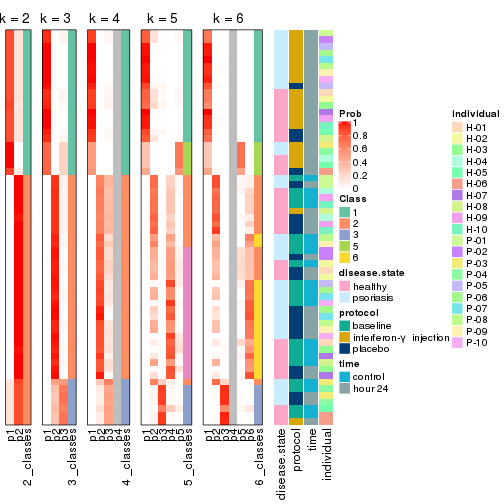 k = 2 k = 3 k = 4 k = 5 k = 6
p1 p2 2_classes
p1 p2 p3 3_classes
p1 p2 p3 p4 4_classes
p1 p2 p3 p4 p5 5_classes
p1 p2 p3 p4 p5 p6 6_classes
disease.state
protocol
time
individual
Prob
1
0.8
0.6
0.4
0.2
0
Class
1
2
3
5
6
disease.state
healthy
psoriasis
protocol
baseline
interferon-γ injection
placebo
time
control
hour 24
individual
H-01
H-02
H-03
H-04
H-05
H-06
H-07
H-08
H-09
H-10
P-01
P-02
P-03
P-04
P-05
P-06
P-07
P-08
P-09
P-10